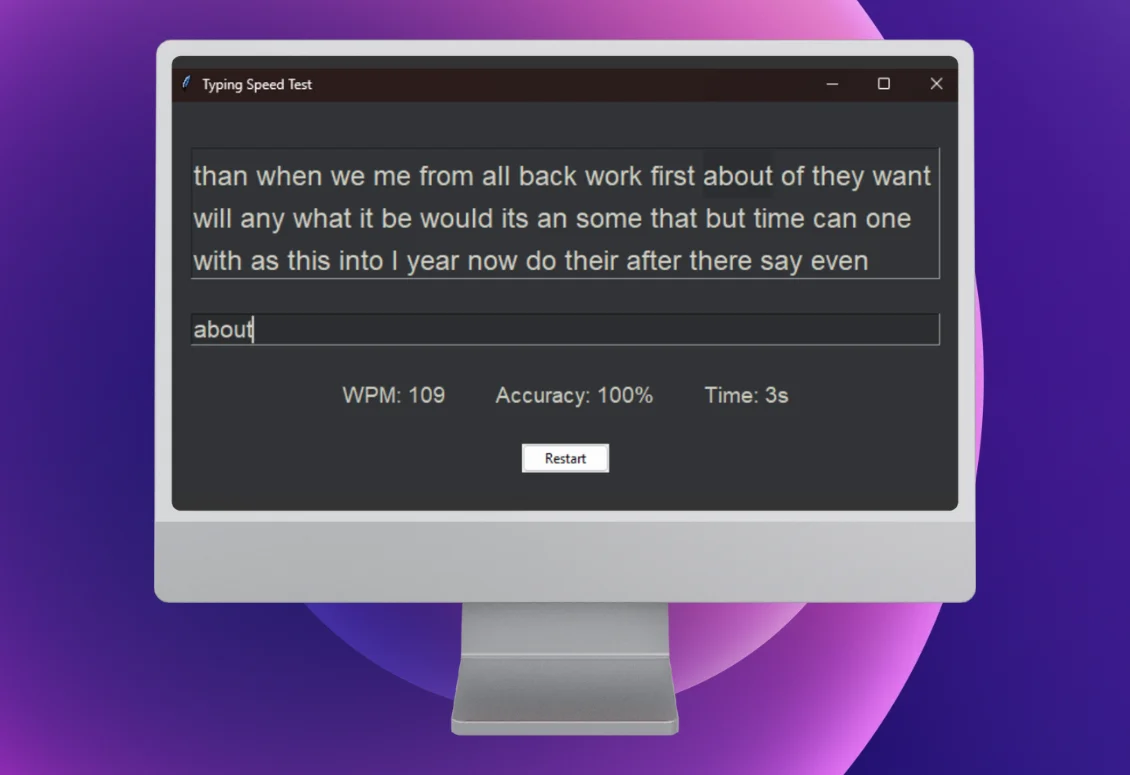 Typing Speed Test
than when we me from all back work first about of they want
will any what it be would its an some that but time can one
with as this into I year now do their after there say even
about
WPM: 109 Accuracy: 100% Time: 3s
Restart